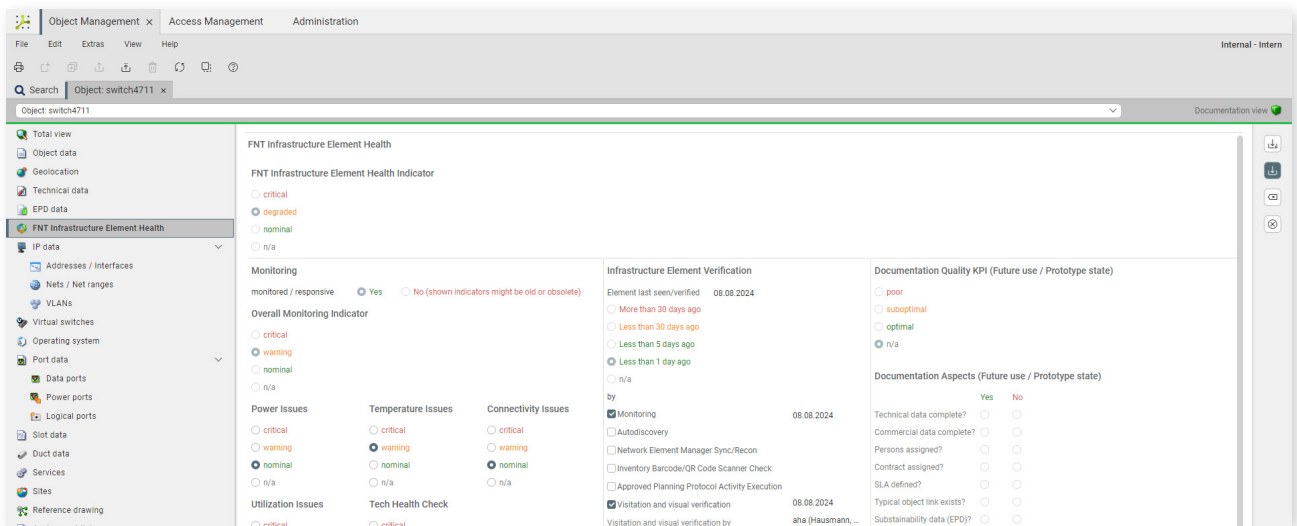 Object Management × Access Management Administration
File Edit Extras View Help Internal - Intern
Search Object: switch4711 ×
Object: switch4711 Documentation view
Total view
Object data
Geolocation
Technical data
EPD data
FNT Infrastructure Element Health
IP data
Addresses / Interfaces
Nets / Net ranges
VLANs
Virtual switches
Operating system
Port data
Data ports
Power ports
Logical ports
Slot data
Duct data
Services
Sites
Reference drawing
FNT Infrastructure Element Health
FNT Infrastructure Element Health Indicator
critical
degraded
nominal
n/a
Monitoring
monitored / responsive Yes No (shown indicators might be old or obsolete)
Overall Monitoring Indicator
critical
warning
nominal
n/a
Power Issues Temperature Issues Connectivity Issues
critical critical critical
warning warning warning
nominal nominal nominal
n/a n/a n/a
Utilization Issues Tech Health Check
critical critical
Infrastructure Element Verification
Element last seen/verified 08.08.2024
More than 30 days ago
Less than 30 days ago
Less than 5 days ago
Less than 1 day ago
n/a
by
Monitoring 08.08.2024
Autodiscovery
Network Element Manager Sync/Recon
Inventory Barcode/QR Code Scanner Check
Approved Planning Protocol Activity Execution
Visitation and visual verification 08.08.2024
Visitation and visual verification by aha (Hausmann, ...
Documentation Quality KPI (Future use / Prototype state)
poor
suboptimal
optimal
n/a
Documentation Aspects (Future use / Prototype state)
Yes No
Technical data complete?
Commercial data complete?
Persons assigned?
Contract assigned?
SLA defined?
Typical object link exists?
Substainability data (EPD)?